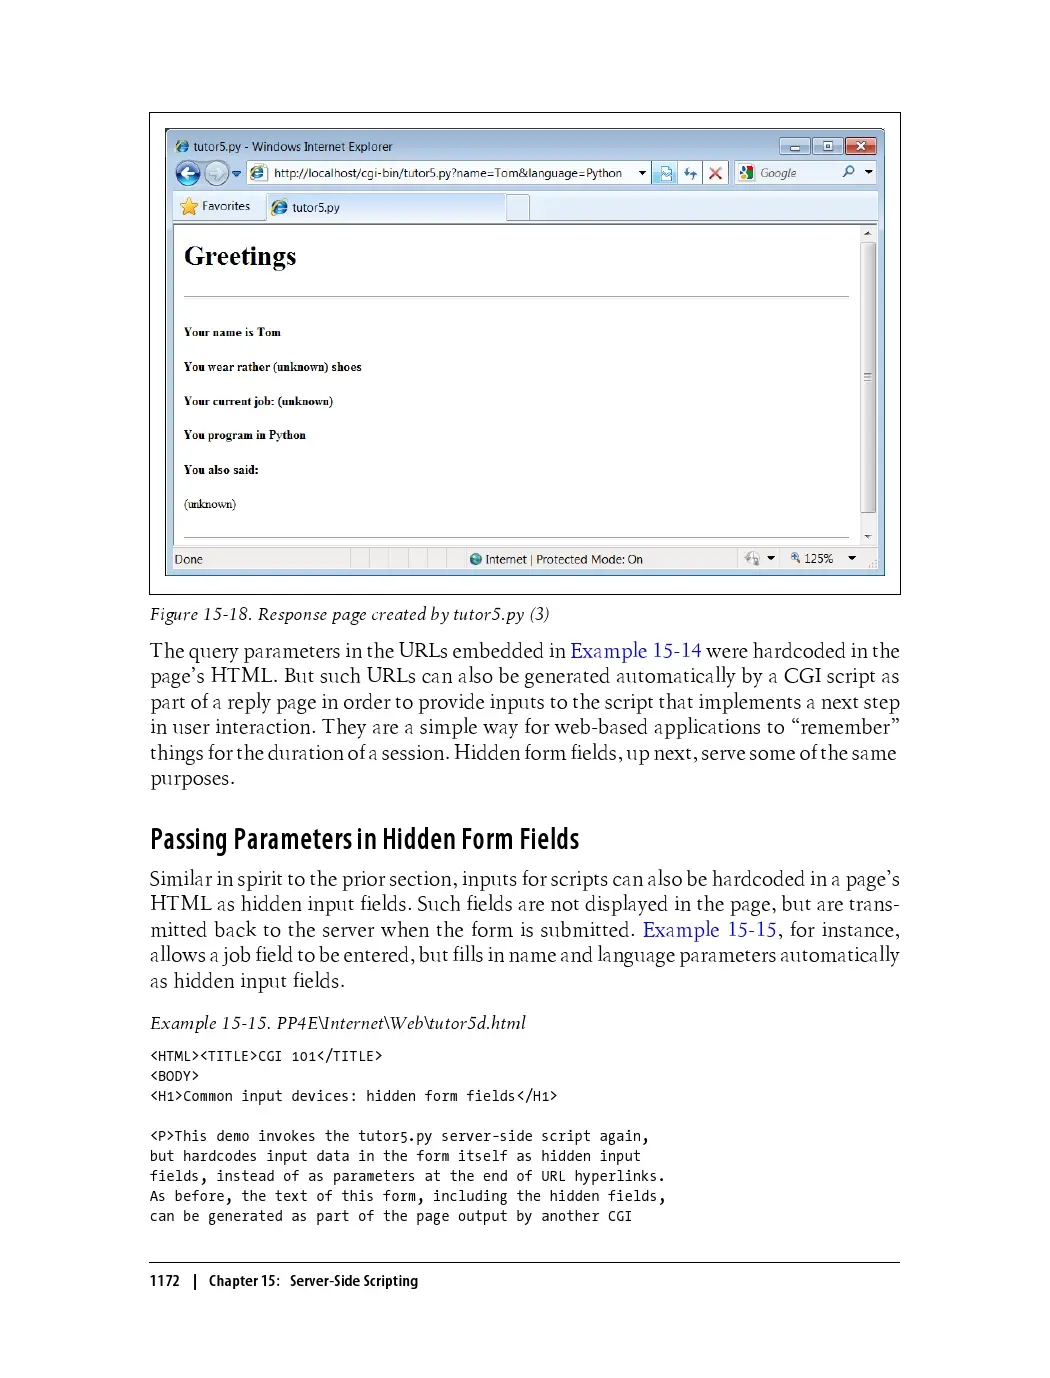 tutor5.py - Windows Internet Explorer
http://localhost/cgi-bin/tutor5.py?name=Tom&language=Python
Google
Favorites
tutor5.py
Greetings
Your name is Tom
You wear rather (unknown) shoes
Your current job: (unknown)
You program in Python
You also said:
(unknown)
Done
Internet | Protected Mode: On
125%
Figure 15-18. Response page created by tutor5.py (3)
The query parameters in the URLs embedded in Example 15-14 were hardcoded in the
page’s HTML. But such URLs can also be generated automatically by a CGI script as
part of a reply page in order to provide inputs to the script that implements a next step
in user interaction. They are a simple way for web-based applications to “remember”
things for the duration of a session. Hidden form fields, up next, serve some of the same
purposes.
Passing Parameters in Hidden Form Fields
Similar in spirit to the prior section, inputs for scripts can also be hardcoded in a page’s
HTML as hidden input fields. Such fields are not displayed in the page, but are trans-
mitted back to the server when the form is submitted. Example 15-15, for instance,
allows a job field to be entered, but fills in name and language parameters automatically
as hidden input fields.
Example 15-15. PP4E\Internet\Web\tutor5d.html
<HTML><TITLE>CGI 101</TITLE>
<BODY>
<H1>Common input devices: hidden form fields</H1>
<P>This demo invokes the tutor5.py server-side script again,
but hardcodes input data in the form itself as hidden input
fields, instead of as parameters at the end of URL hyperlinks.
As before, the text of this form, including the hidden fields,
can be generated as part of the page output by another CGI
1172 | Chapter 15: Server-Side Scripting